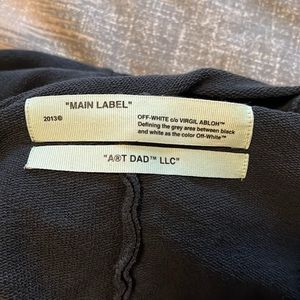 "MAIN LABEL"
2013©
OFF-WHITE c/o VIRGIL ABLOH™
Defining the grey area between black
and white as the color Off-White™
"A®T DAD™ LLC"